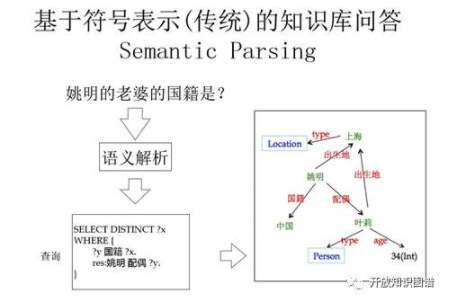 基于符号表示(传统)的知识库问答
Semantic Parsing
姚明的老婆的国籍是?
语义解析
查询
SELECT DISTINCT ?x
WHERE {
?y 国籍 ?x.
res:姚明 配偶 ?y.
}
type
上海
Location
出生地
出生地
姚明
国籍
配偶
中国
叶莉
type
age
Person
34(Int)
开放知识图谱